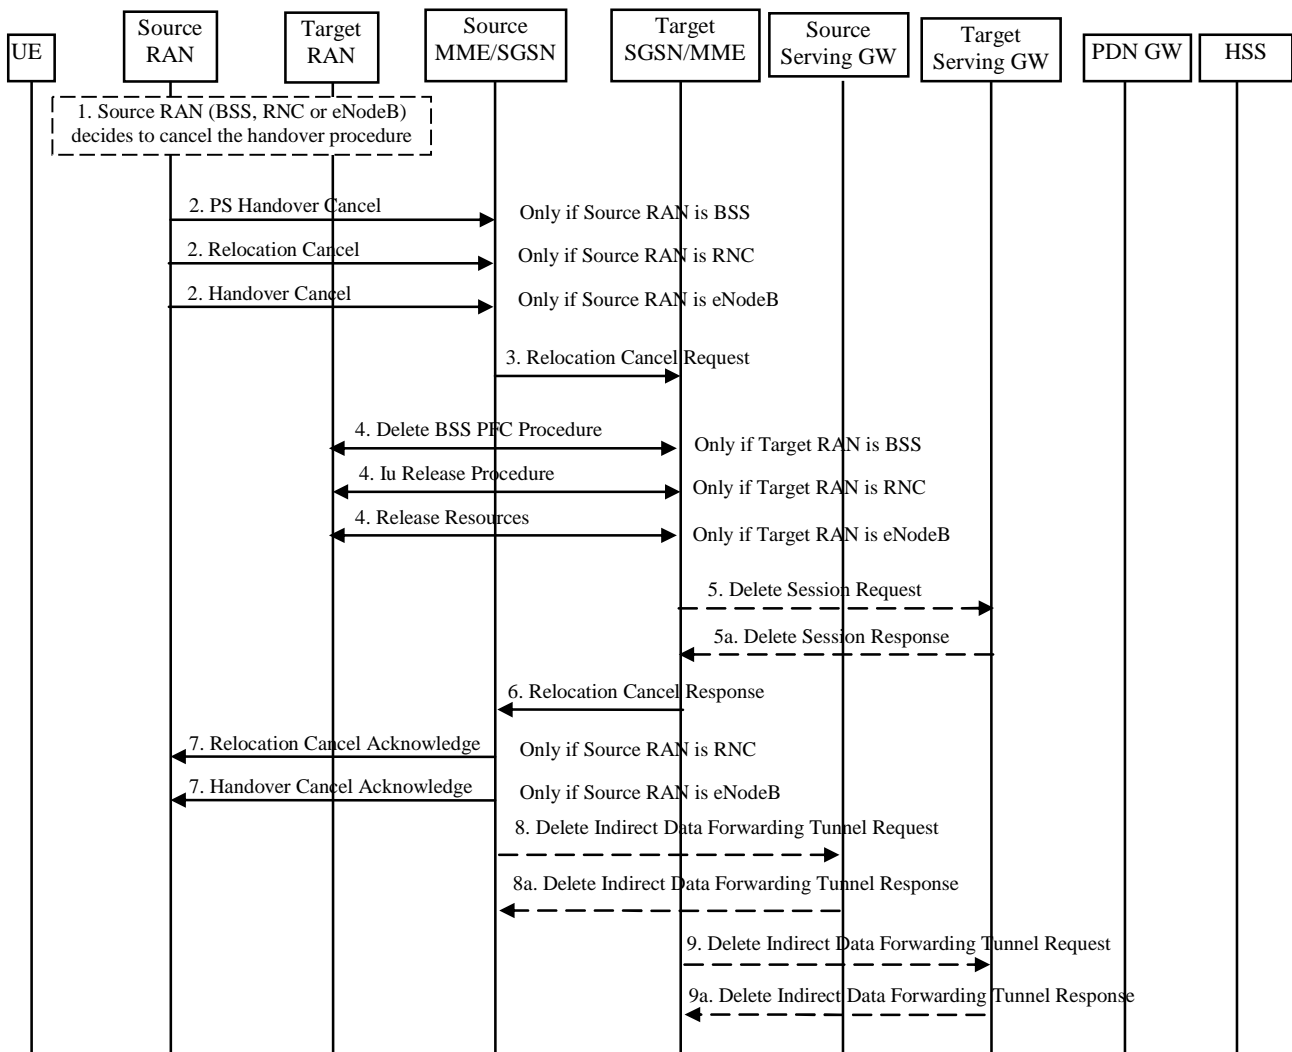 UE
Source
RAN
Target
RAN
Source
MME/SGSN
Target
SGSN/MME
Source
Serving GW
Target
Serving GW
PDN GW
HSS
1. Source RAN (BSS, RNC or eNodeB)
decides to cancel the handover procedure
2. PS Handover Cancel
Only if Source RAN is BSS
2. Relocation Cancel
Only if Source RAN is RNC
2. Handover Cancel
Only if Source RAN is eNodeB
3. Relocation Cancel Request
4. Delete BSS PFC Procedure
Only if Target RAN is BSS
4. Iu Release Procedure
Only if Target RAN is RNC
4. Release Resources
Only if Target RAN is eNodeB
5. Delete Session Request
5a. Delete Session Response
6. Relocation Cancel Response
7. Relocation Cancel Acknowledge
Only if Source RAN is RNC
7. Handover Cancel Acknowledge
Only if Source RAN is eNodeB
8. Delete Indirect Data Forwarding Tunnel Request
8a. Delete Indirect Data Forwarding Tunnel Response
9. Delete Indirect Data Forwarding Tunnel Request
9a. Delete Indirect Data Forwarding Tunnel Response